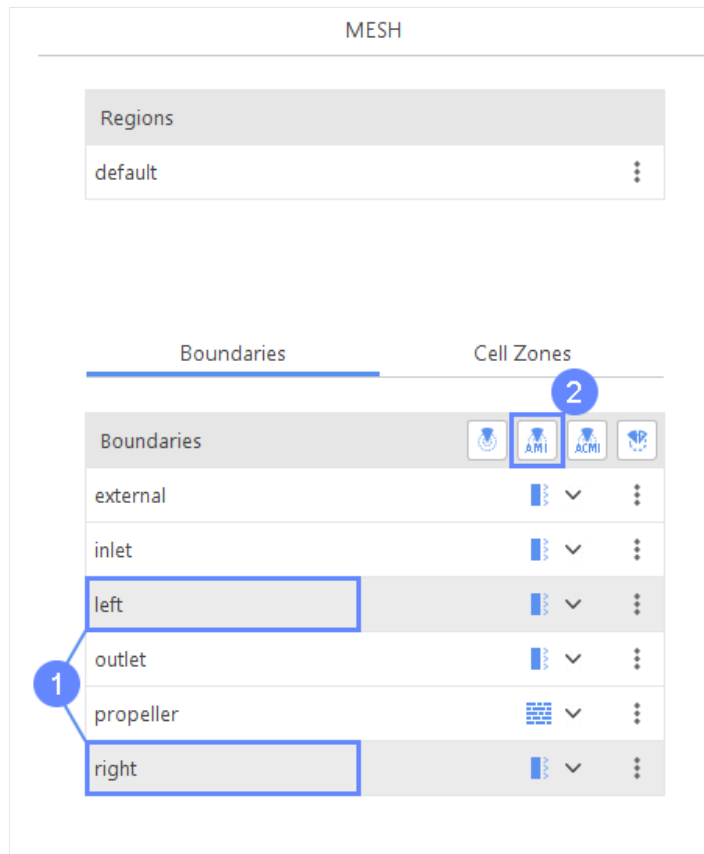 MESH
Regions
default
Boundaries Cell Zones
2
Boundaries AMI ACMI
external
inlet
left
outlet
1
propeller
right